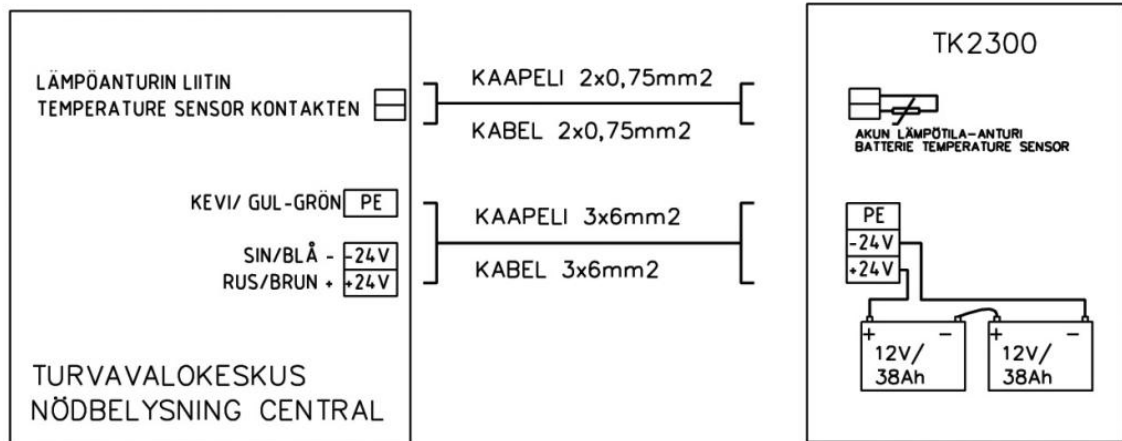 LÄMPÖANTURIN LIITIN
TEMPERATURE SENSOR KONTAKTEN
KEVI/ GUL-GRÖN PE
SIN/BLÅ - -24V
RUS/BRUN + +24V
TURVAVALOKESKUS
NÖDBELYSNING CENTRAL
KAAPELI 2x0,75mm2
KABEL 2x0,75mm2
KAAPELI 3x6mm2
KABEL 3x6mm2
TK2300
AKUN LÄMPÖTILA-ANTURI
BATTERIE TEMPERATURE SENSOR
PE
-24V
+24V
+ - + -
12V/ 12V/
38Ah 38Ah